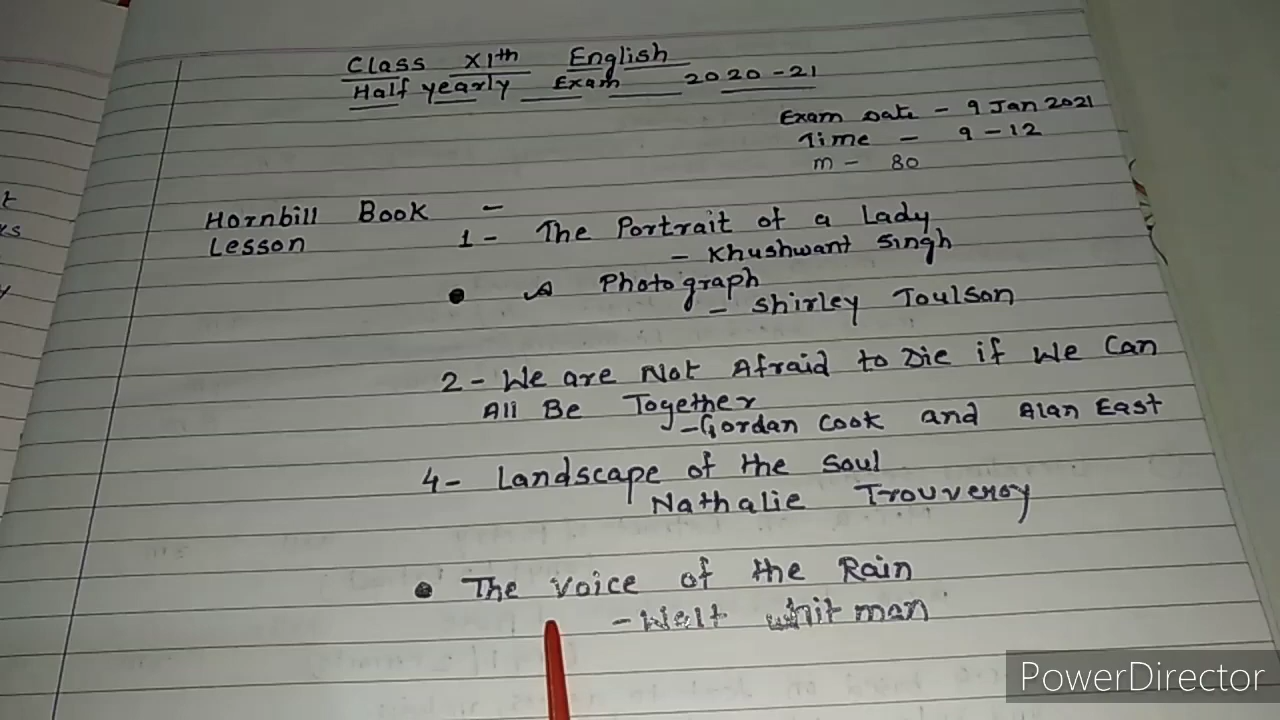 Class XIth English
Half yearly Exam 2020-21
Exam Date - 9 Jan 2021
Time - 9-12
m - 80
Hornbill Book -
Lesson 1- The Portrait of a Lady
- Khushwant Singh
• A Photograph
- Shirley Toulson
2- We are Not Afraid to Die if We Can
All Be Together
- Gordan Cook and Alan East
4- Landscape of the Soul
Nathalie Trouveroy
• The Voice of the Rain
- Welt Whitman
PowerDirector